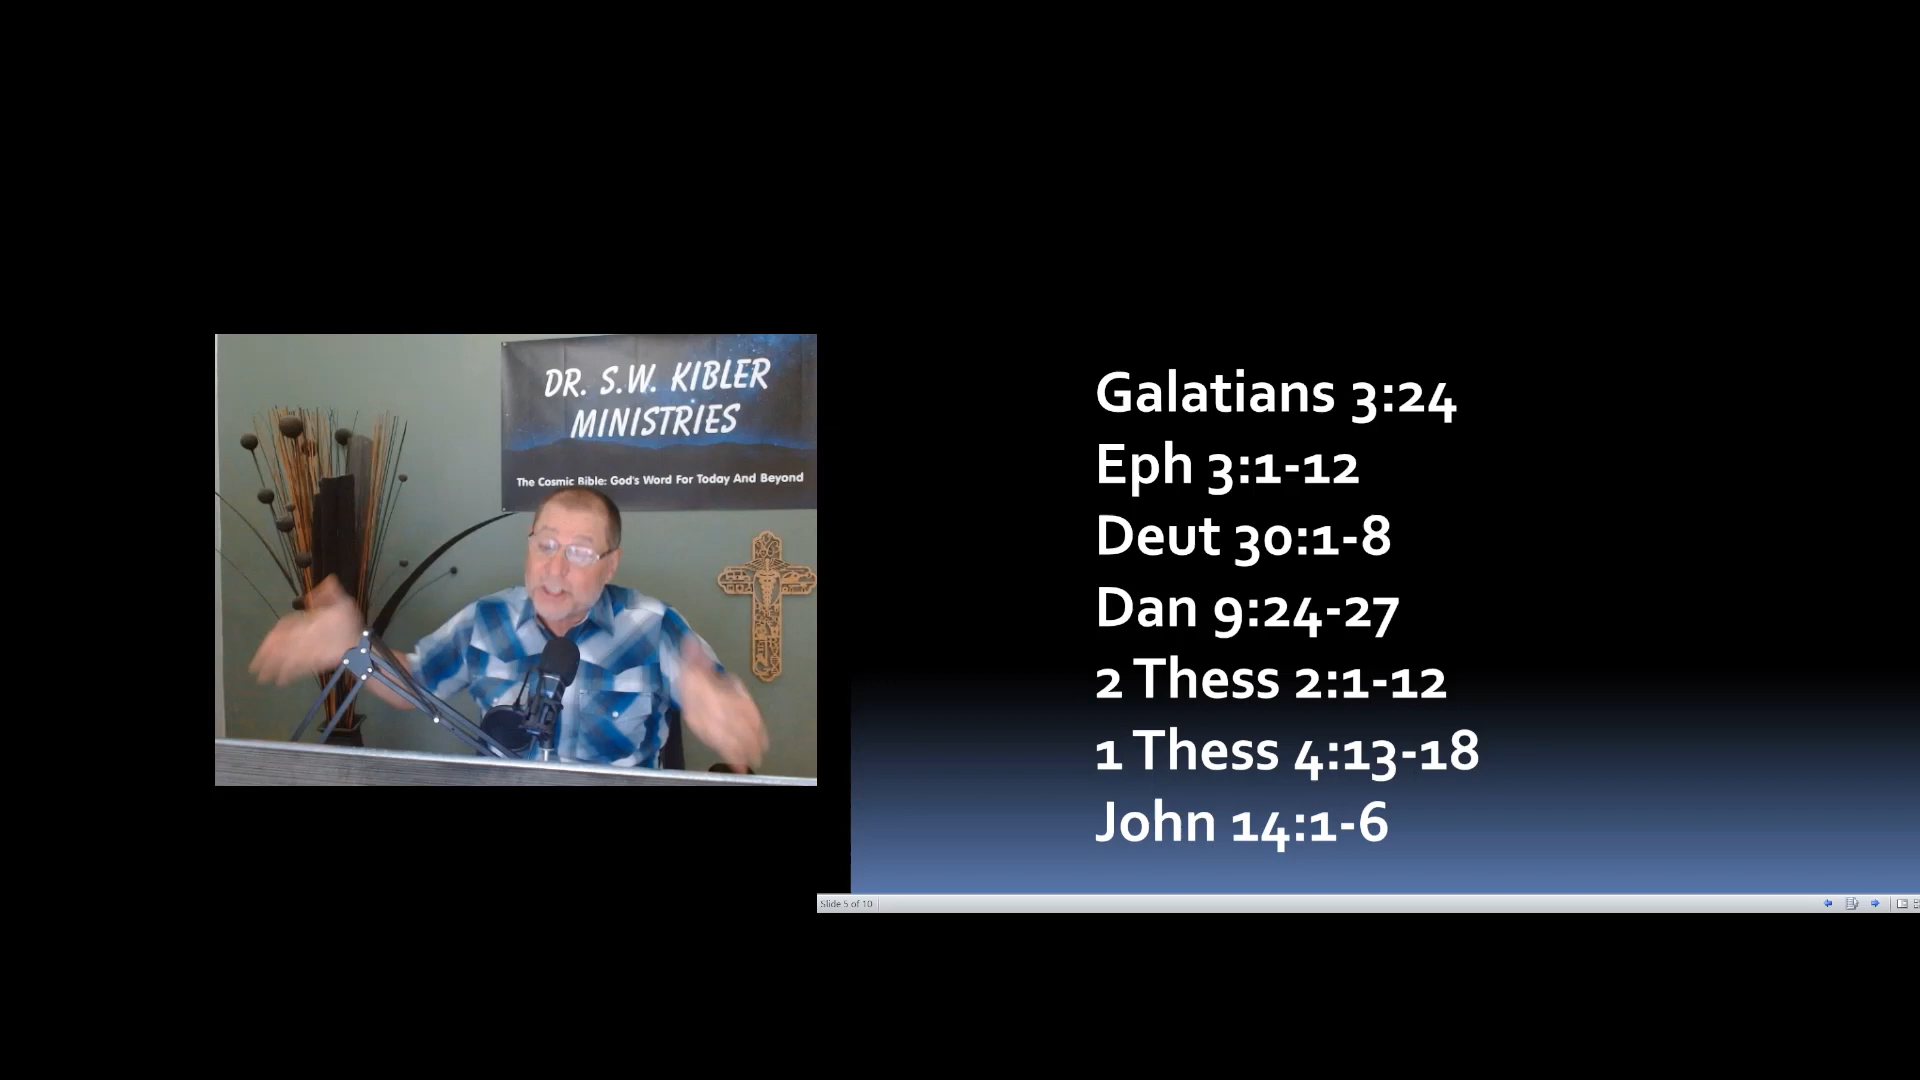 DR. S.W. KIBLER
MINISTRIES
The Cosmic Bible: God's Word For Today And Beyond
Galatians 3:24
Eph 3:1-12
Deut 30:1-8
Dan 9:24-27
2 Thess 2:1-12
1 Thess 4:13-18
John 14:1-6
Slide 5 of 10